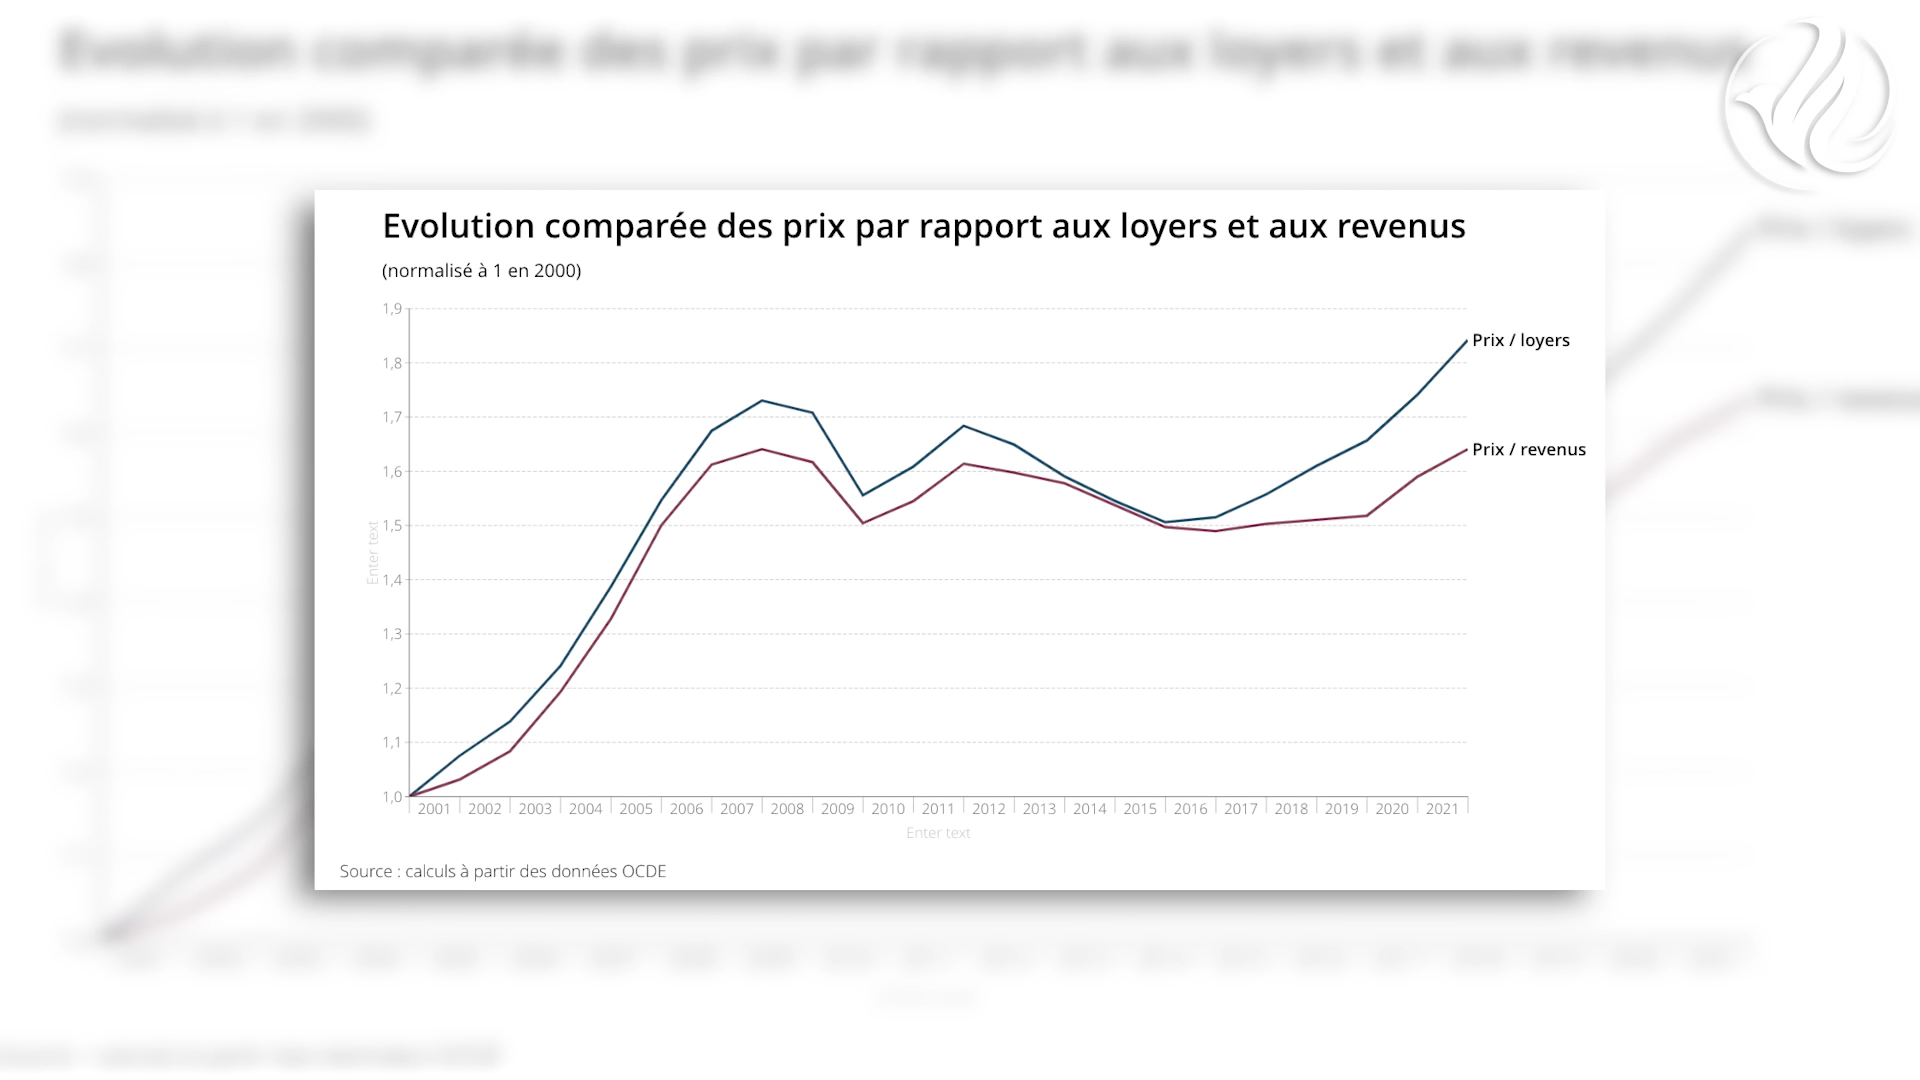 Evolution comparée des prix par rapport aux loyers et aux revenus
(normalisé à 1 en 2000)
1,9
1,8
1,7
1,6
1,5
1,4
1,3
1,2
1,1
1,0
Enter text
Prix / loyers
Prix / revenus
2001 2002 2003 2004 2005 2006 2007 2008 2009 2010 2011 2012 2013 2014 2015 2016 2017 2018 2019 2020 2021
Enter text
Source : calculs à partir des données OCDE